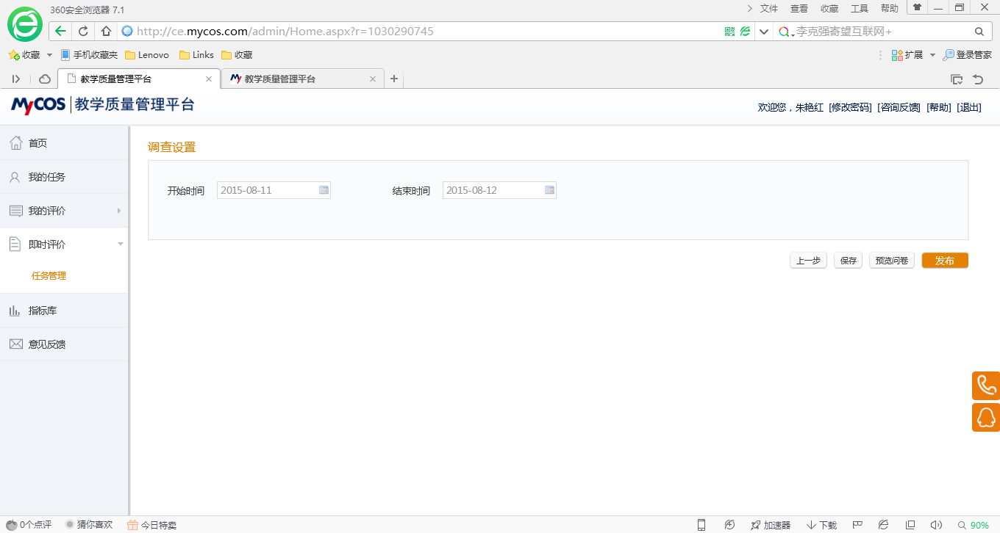 360安全浏览器 7.1
文件 查看 收藏 工具 帮助
http://ce.mycos.com/admin/Home.aspx?r=1030290745
李克强寄望互联网+
收藏 手机收藏夹 Lenovo Links 收藏
扩展 登录管家
教学质量管理平台 My 教学质量管理平台
MyCOS 教学质量管理平台
欢迎您，朱艳红 [修改密码] [咨询反馈] [帮助] [退出]
首页
我的任务
我的评价
即时评价
任务管理
指标库
意见反馈
调查设置
开始时间 2015-08-11 结束时间 2015-08-12
上一步 保存 预览问卷 发布
0个点评 猜你喜欢 今日特卖
加速器 下载 90%